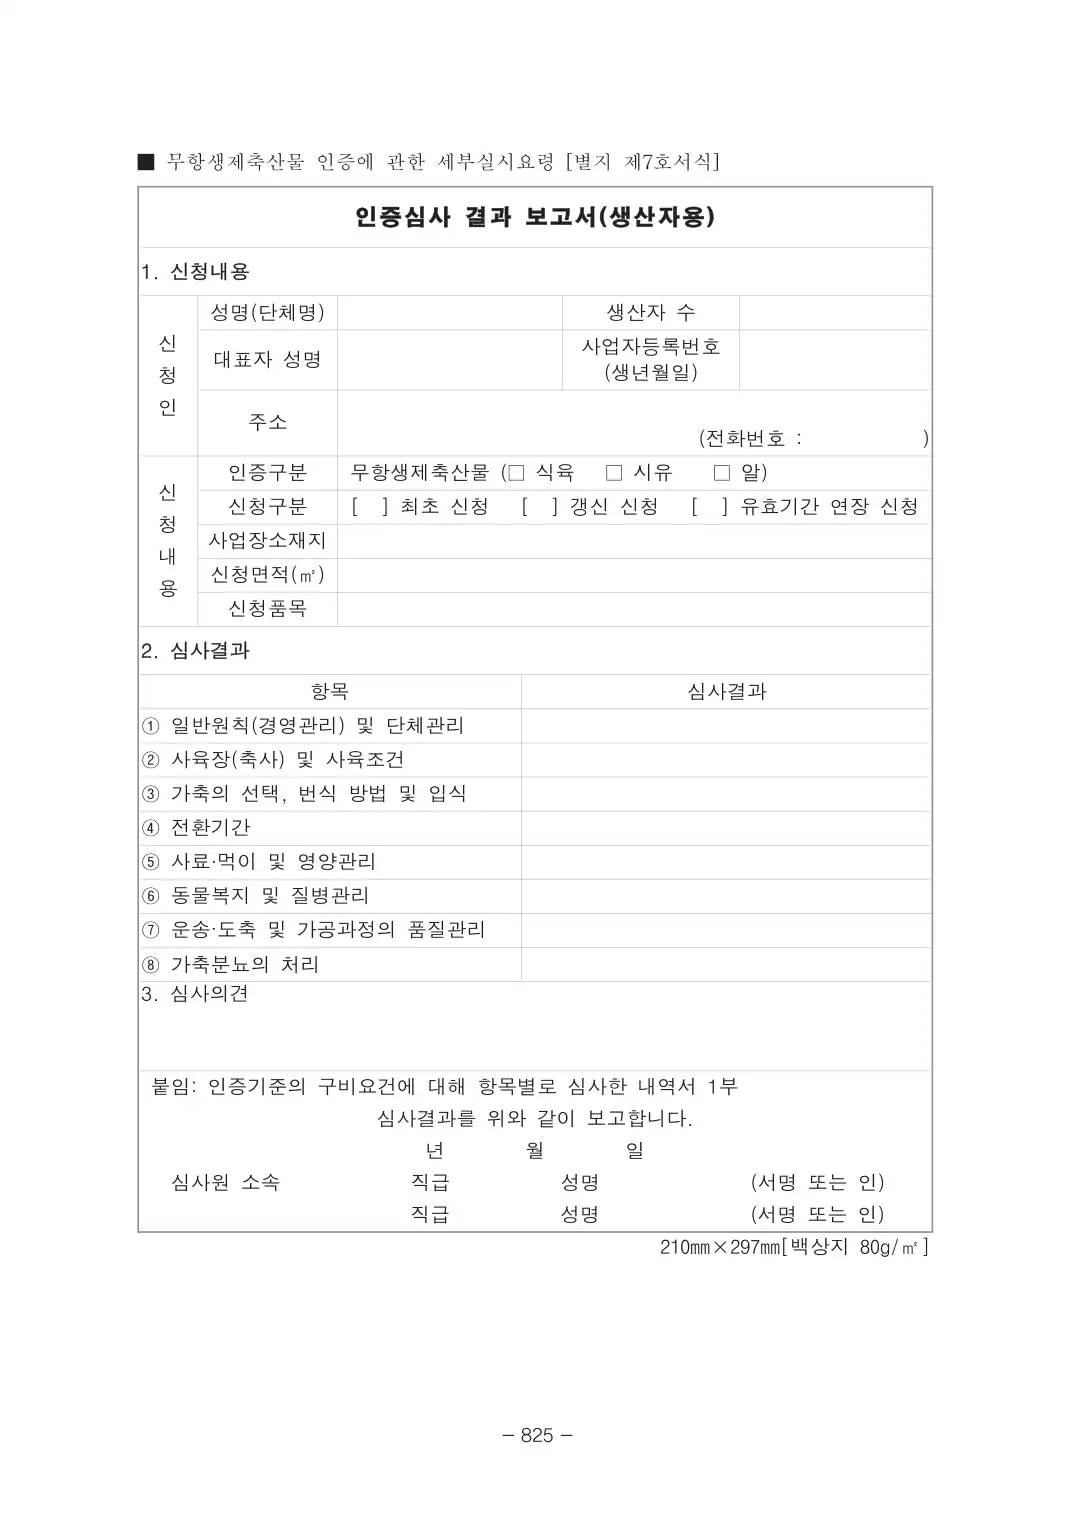 ■ 무항생제축산물 인증에 관한 세부실시요령 [별지 제7호서식]
인증심사 결과 보고서(생산자용)
1. 신청내용
신청인
성명(단체명) 생산자 수
대표자 성명 사업자등록번호
(생년월일)
주소
(전화번호 : )
신청내용
인증구분 무항생제축산물 (□ 식육 □ 시유 □ 알)
신청구분 [ ] 최초 신청 [ ] 갱신 신청 [ ] 유효기간 연장 신청
사업장소재지
신청면적(㎡)
신청품목
2. 심사결과
항목 심사결과
① 일반원칙(경영관리) 및 단체관리
② 사육장(축사) 및 사육조건
③ 가축의 선택, 번식 방법 및 입식
④ 전환기간
⑤ 사료·먹이 및 영양관리
⑥ 동물복지 및 질병관리
⑦ 운송·도축 및 가공과정의 품질관리
⑧ 가축분뇨의 처리
3. 심사의견
붙임: 인증기준의 구비요건에 대해 항목별로 심사한 내역서 1부
심사결과를 위와 같이 보고합니다.
년 월 일
심사원 소속 직급 성명 (서명 또는 인)
직급 성명 (서명 또는 인)
210㎜×297㎜[백상지 80g/㎡]
- 825 -